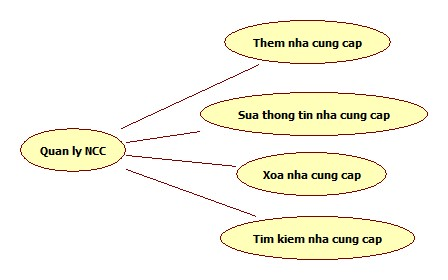 Them nha cung cap
Sua thong tin nha cung cap
Quan ly NCC
Xoa nha cung cap
Tim kiem nha cung cap